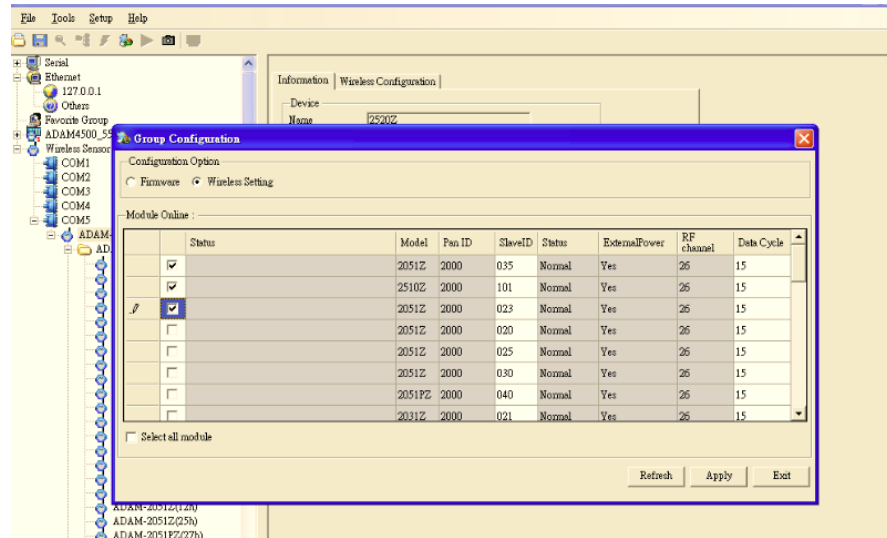 File Tools Setup Help
Serial
Ethernet
127.0.0.1
Others
Favorite Group
ADAM4500_55
Wireless Sensor
COM1
COM2
COM3
COM4
COM5
ADAM-
AD
ADAM-2051Z(12h)
ADAM-2051Z(25h)
ADAM-2051PZ(27h)
Information Wireless Configuration
Device
Name 2520Z
Group Configuration
Configuration Option
Firmware Wireless Setting
Module Online :
Status Model Pan ID SlaveID Status ExternalPower RF channel Data Cycle
2051Z 2000 035 Normal Yes 26 15
2510Z 2000 101 Normal Yes 26 15
2051Z 2000 023 Normal Yes 26 15
2051Z 2000 020 Normal Yes 26 15
2051Z 2000 025 Normal Yes 26 15
2051Z 2000 030 Normal Yes 26 15
2051PZ 2000 040 Normal Yes 26 15
2031Z 2000 021 Normal Yes 26 15
Select all module
Refresh Apply Exit